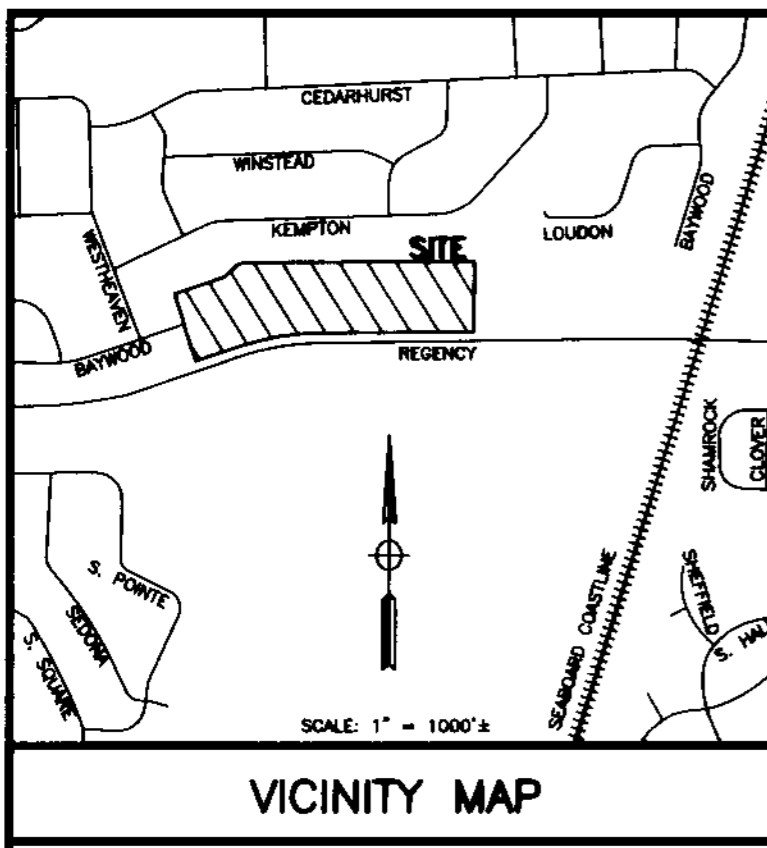 CEDARHURST
WINSTEAD
KEMPTON
SITE
LOUDON
BAYWOOD
WESTHEAVEN
BAYWOOD
REGENCY
SHAMROCK
CLOVER
S. POINTE
SEDONA
S. SQUARE
SEABOARD COASTLINE
SHEFFIELD
S. HAL
SCALE: 1" = 1000'±
VICINITY MAP